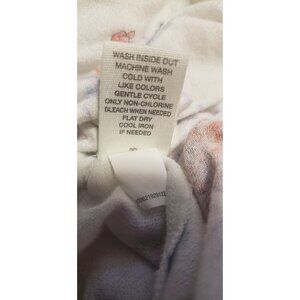 WASH INSIDE OUT
MACHINE WASH
COLD WITH
LIKE COLORS
GENTLE CYCLE
ONLY NON-CHLORINE
BLEACH WHEN NEEDED
FLAT DRY
COOL IRON
IF NEEDED